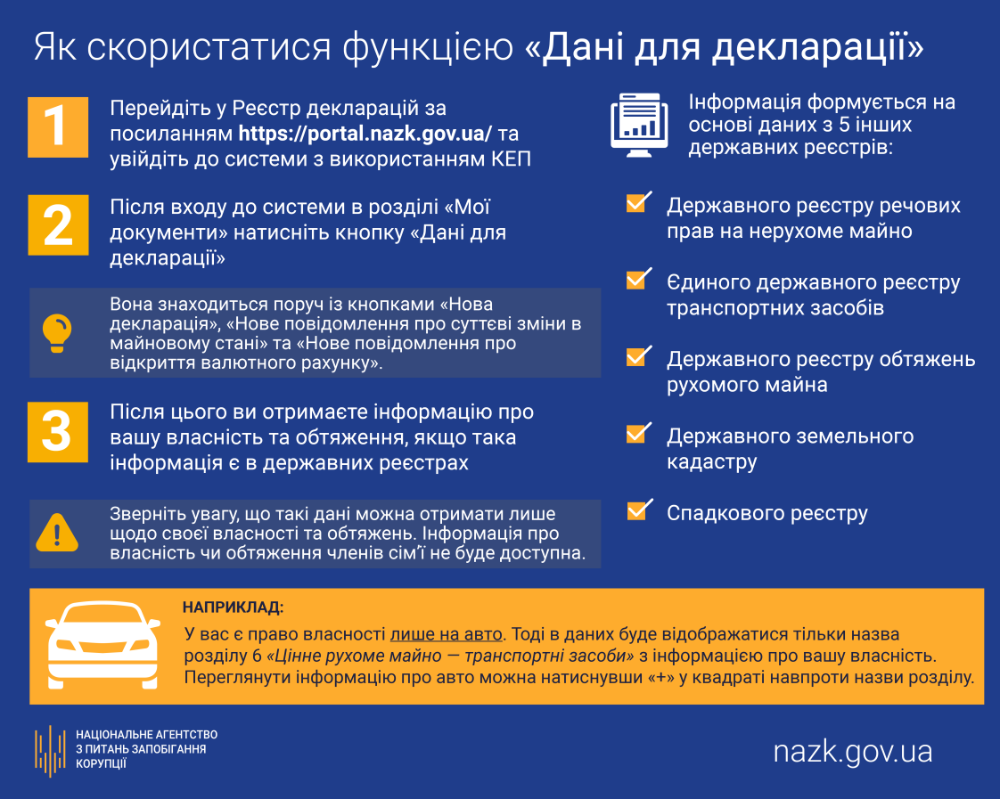 Як скористатися функцією «Дані для декларації»
1
Перейдіть у Реєстр декларацій за
посиланням https://portal.nazk.gov.ua/ та
увійдіть до системи з використанням КЕП
2
Після входу до системи в розділі «Мої
документи» натисніть кнопку «Дані для
декларації»
Вона знаходиться поруч із кнопками «Нова
декларація», «Нове повідомлення про суттєві зміни в
майновому стані» та «Нове повідомлення про
відкриття валютного рахунку».
3
Після цього ви отримаєте інформацію про
вашу власність та обтяження, якщо така
інформація є в державних реєстрах
Зверніть увагу, що такі дані можна отримати лише
щодо своєї власності та обтяжень. Інформація про
власність чи обтяження членів сім’ї не буде доступна.
Інформація формується на
основі даних з 5 інших
державних реєстрів:
Державного реєстру речових
прав на нерухоме майно
Єдиного державного реєстру
транспортних засобів
Державного реєстру обтяжень
рухомого майна
Державного земельного
кадастру
Спадкового реєстру
НАПРИКЛАД:
У вас є право власності лише на авто. Тоді в даних буде відображатися тільки назва
розділу 6 «Цінне рухоме майно — транспортні засоби» з інформацією про вашу власність.
Переглянути інформацію про авто можна натиснувши «+» у квадраті навпроти назви розділу.
НАЦІОНАЛЬНЕ АГЕНТСТВО
З ПИТАНЬ ЗАПОБІГАННЯ
КОРУПЦІЇ
nazk.gov.ua